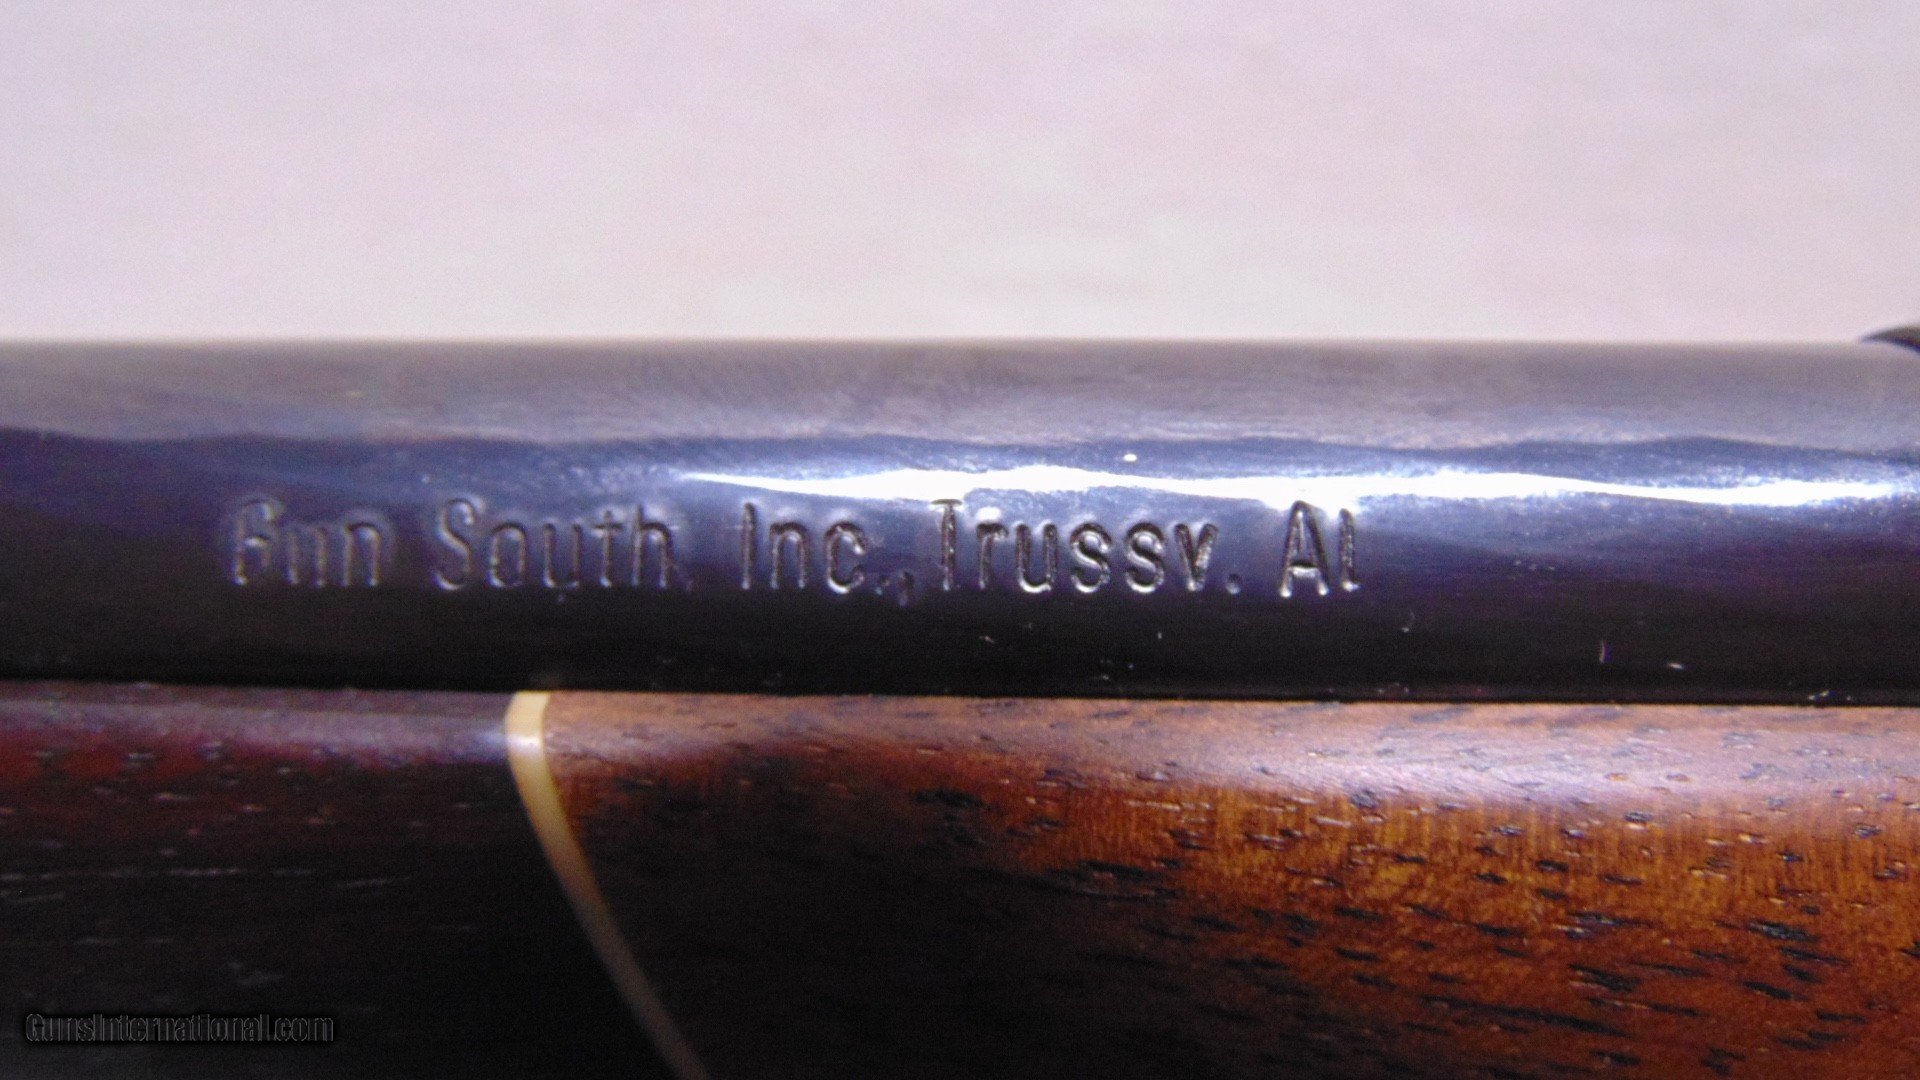 Gun South, Inc., Trussv. Al
GunsInternational.com